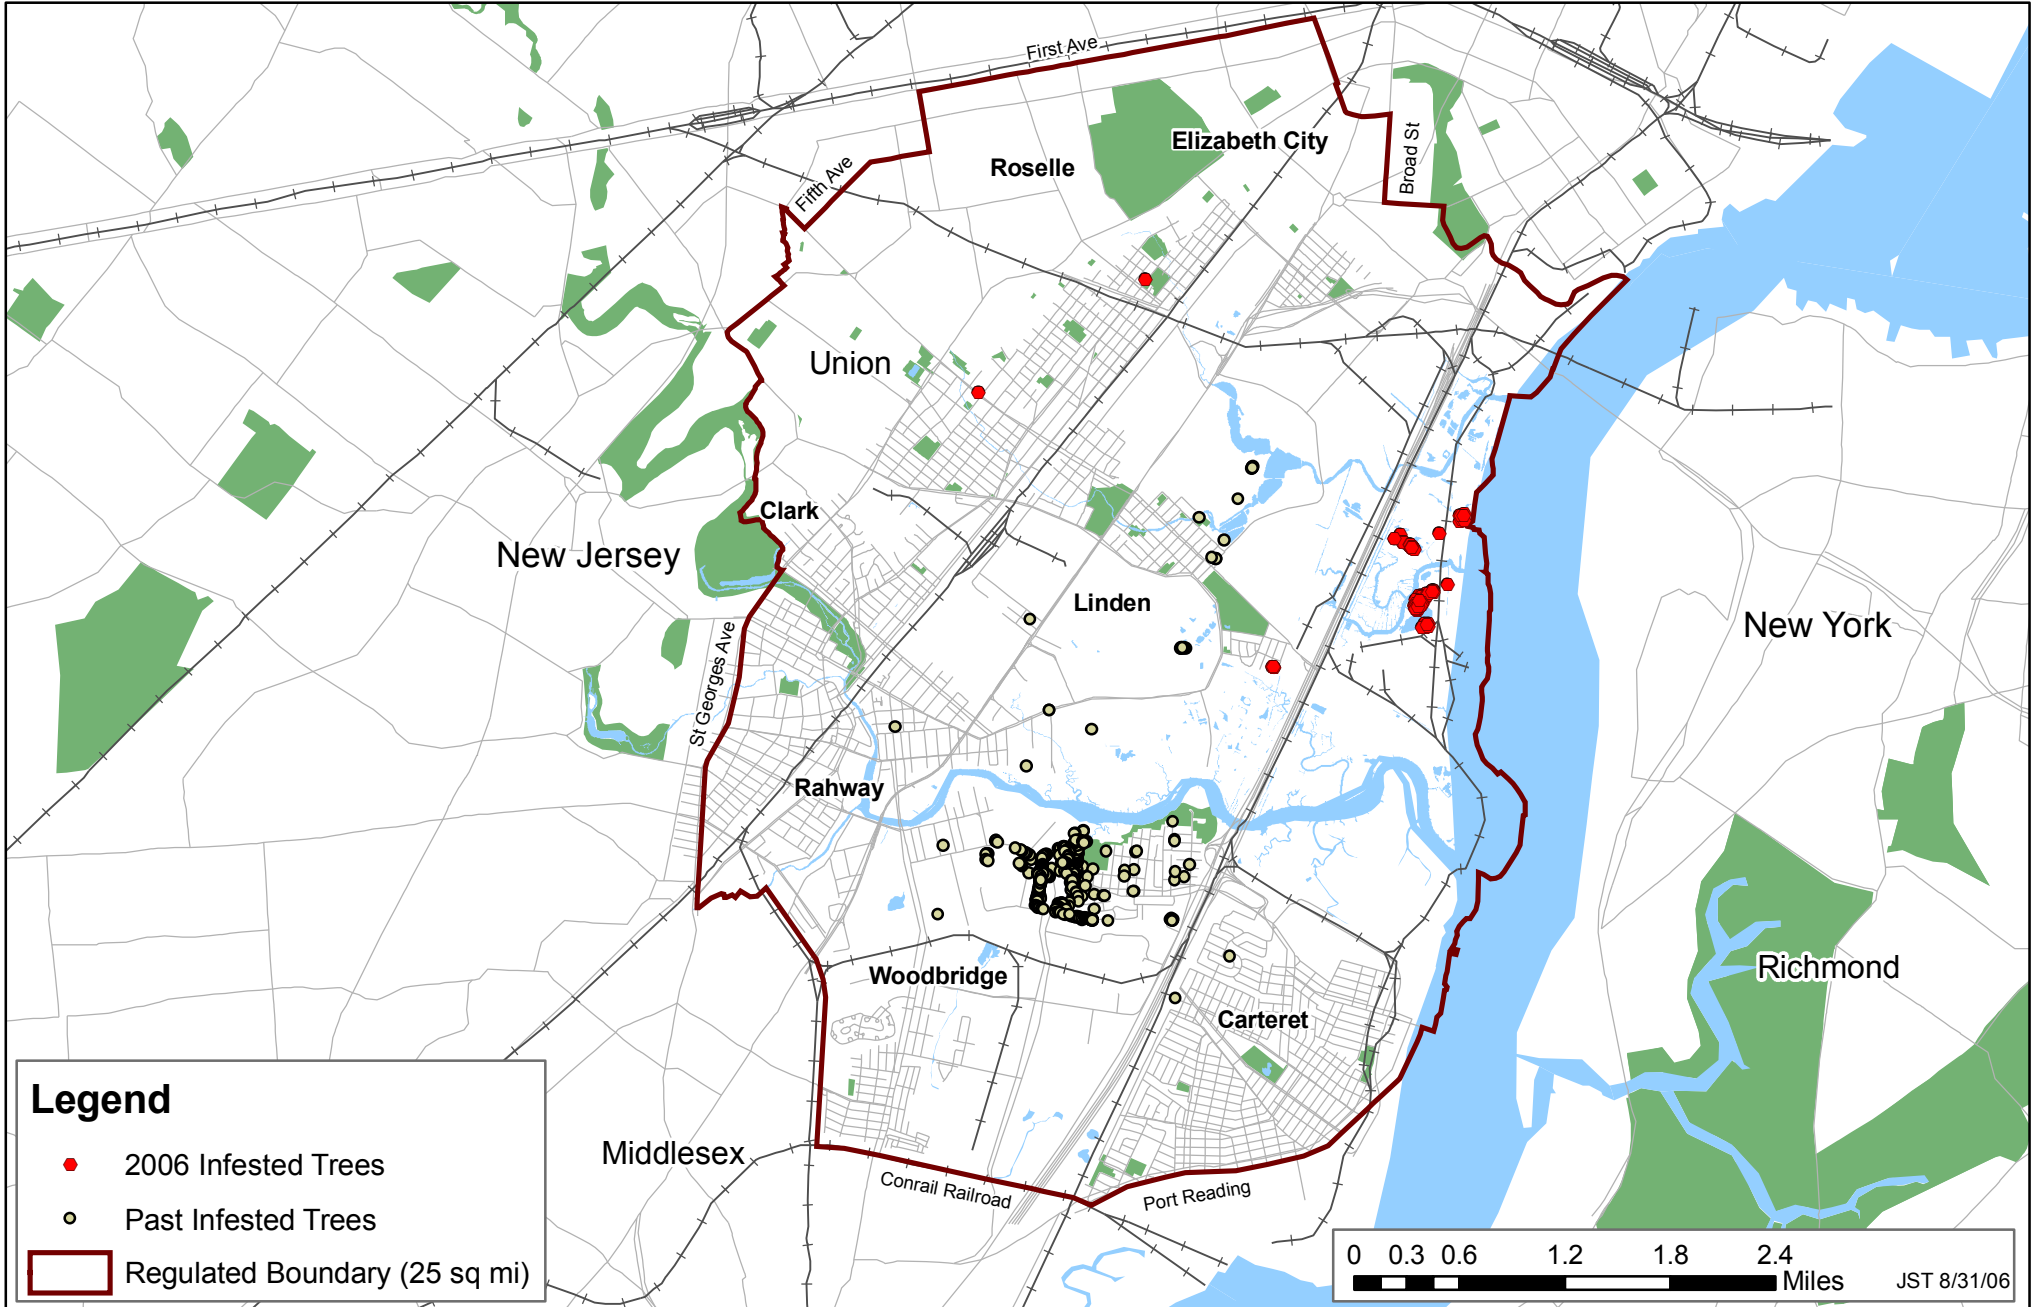 First Ave
Broad St
Elizabeth City
Roselle
Fifth Ave
Union
Clark
New Jersey
Linden
New York
St Georges Ave
Rahway
Richmond
Woodbridge
Carteret
Middlesex
Conrail Railroad
Port Reading
Legend
2006 Infested Trees
Past Infested Trees
Regulated Boundary (25 sq mi)
0 0.3 0.6 1.2 1.8 2.4
Miles
JST 8/31/06